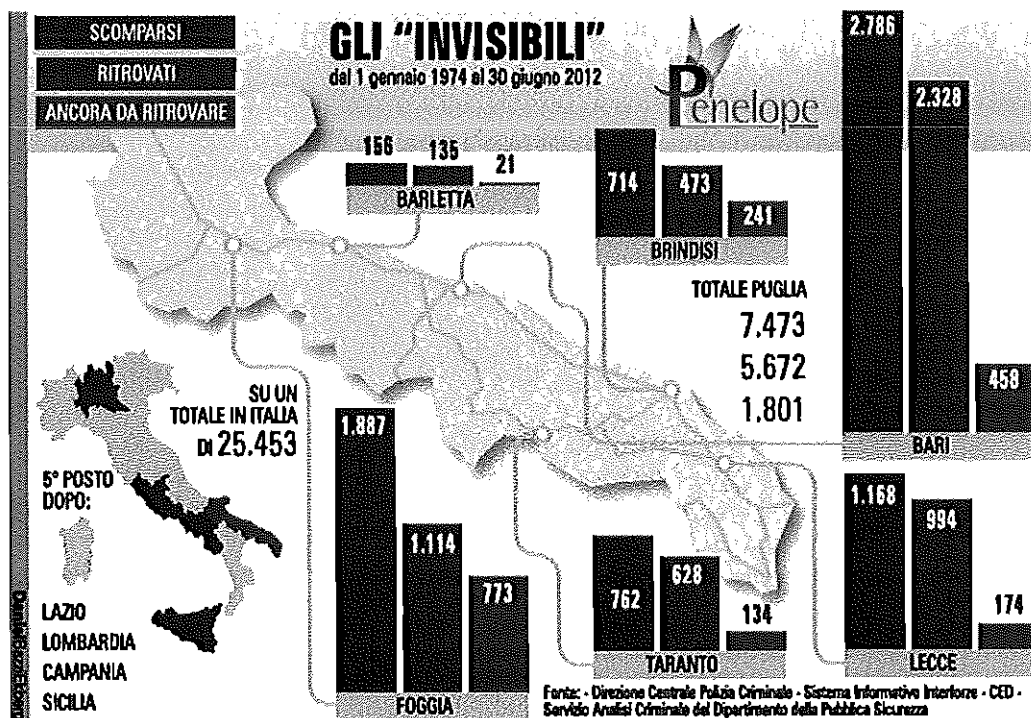 SCOMPARSI
RITROVATI
ANCORA DA RITROVARE
GLI "INVISIBILI"
dal 1 gennaio 1974 al 30 giugno 2012
Penelope
156 135 21
BARLETTA
714 473 241
BRINDISI
2.786 2.328 458
BARI
TOTALE PUGLIA
7.473
5.672
1.801
SU UN
TOTALE IN ITALIA
DI 25.453
5° POSTO
DOPO:
LAZIO
LOMBARDIA
CAMPANIA
SICILIA
1.887 1.114 773
FOGGIA
762 628 134
TARANTO
1.168 994 174
LECCE
Fonte: - Direzione Centrale Polizia Criminale - Sistema Informativo Interforze - CED -
Servizio Analisi Criminale del Dipartimento della Pubblica Sicurezza